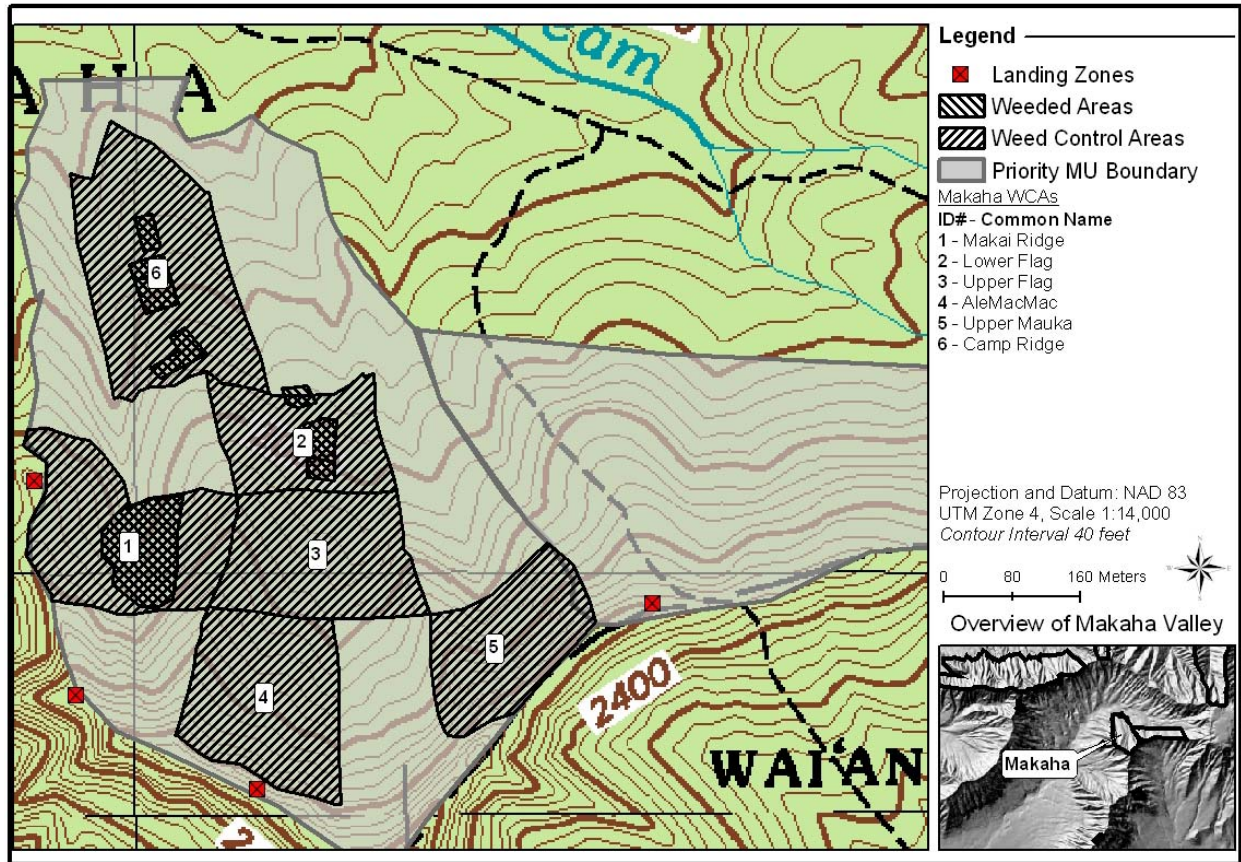 eam
A H A
6
2
1
3
5
4
2400
WAI'AN
2
Legend
Landing Zones
Weeded Areas
Weed Control Areas
Priority MU Boundary
Makaha WCAs
ID# - Common Name
1 - Makai Ridge
2 - Lower Flag
3 - Upper Flag
4 - AleMacMac
5 - Upper Mauka
6 - Camp Ridge
Projection and Datum: NAD 83
UTM Zone 4, Scale 1:14,000
Contour Interval 40 feet
0 80 160 Meters
Overview of Makaha Valley
Makaha